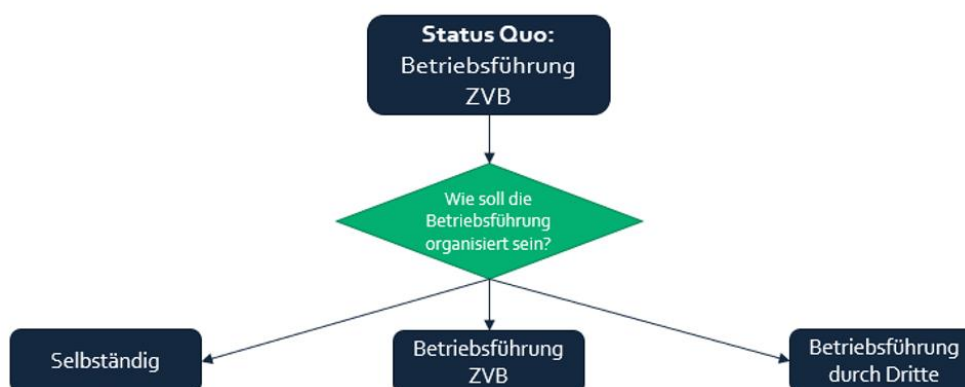 Status Quo:
Betriebsführung
ZVB
Wie soll die
Betriebsführung
organisiert sein?
Selbständig
Betriebsführung
ZVB
Betriebsführung
durch Dritte